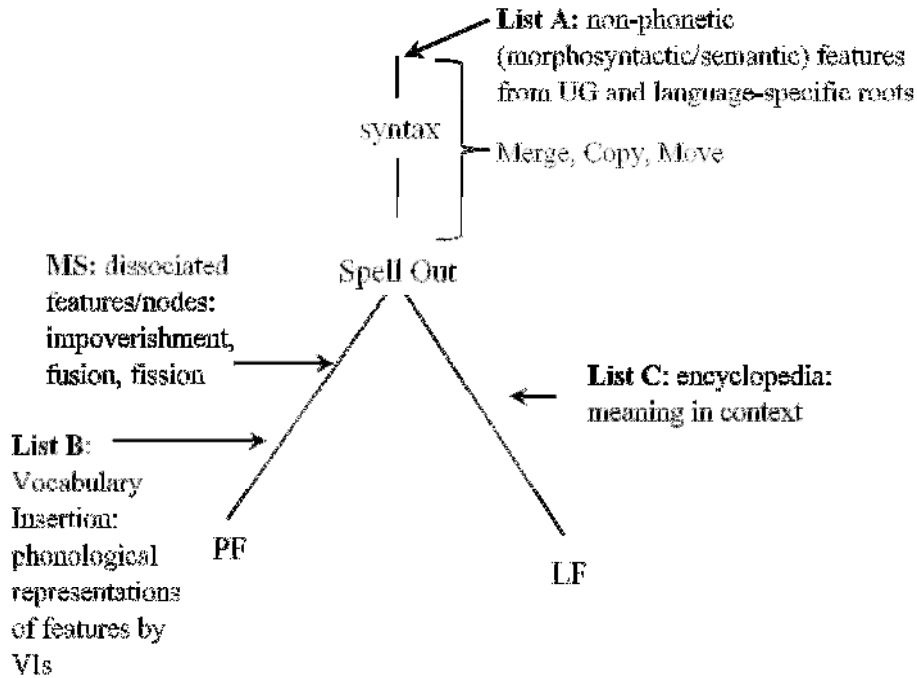 List A: non-phonetic
(morphosyntactic/semantic) features
from UG and language-specific roots
syntax
Merge, Copy, Move
Spell Out
MS: dissociated
features/nodes:
impoverishment,
fusion, fission
List C: encyclopedia:
meaning in context
List B:
Vocabulary
Insertion:
phonological
representations
of features by
VIs
PF
LF